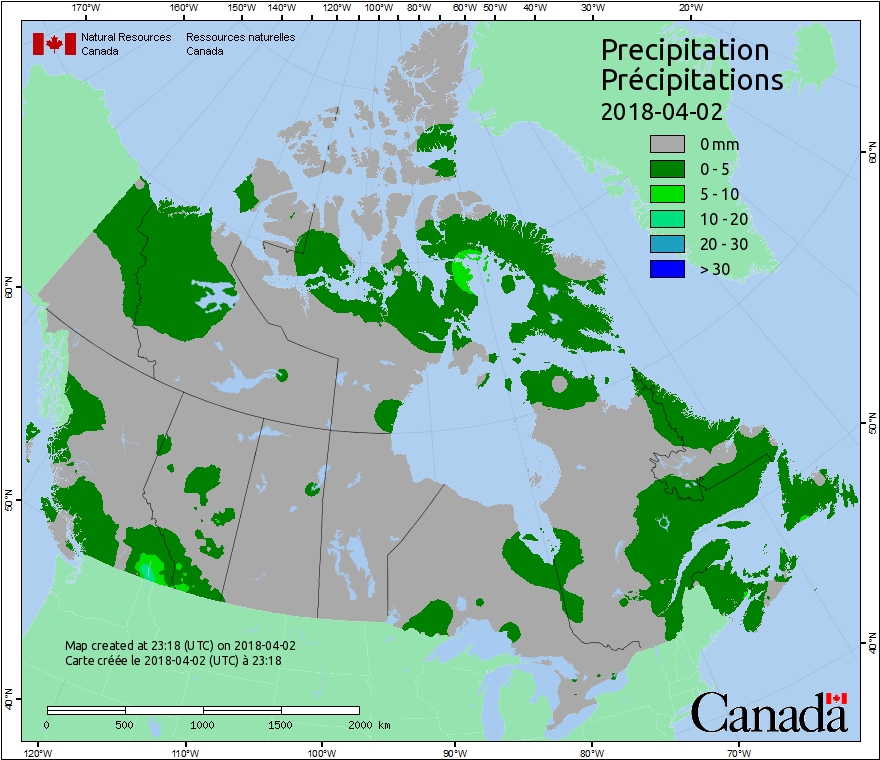 170°W 160°W 150°W 140°W 130°W 120°W 110°W 100°W 90°W 80°W 60°W 50°W 40°W 30°W 20°W
Natural Resources Ressources naturelles
Canada Canada
Precipitation
Précipitations
2018-04-02
0 mm
0 - 5
5 - 10
10 - 20
20 - 30
> 30
60°N
60°N
50°N
50°N
40°N
40°N
Map created at 23:18 (UTC) on 2018-04-02
Carte créée le 2018-04-02 (UTC) à 23:18
0 500 1000 1500 2000 km
Canada
120°W 110°W 100°W 90°W 80°W 70°W